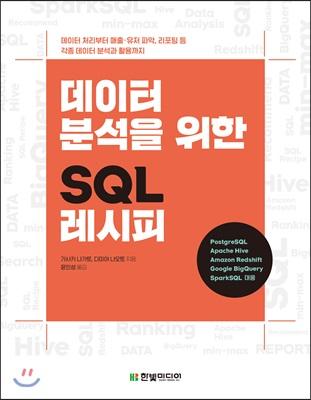 데이터 처리부터 매출·유저 파악, 리포팅 등
각종 데이터 분석과 활용까지
데이터
분석을 위한
SQL
레시피
가사키 나가토, 다미야 나오토 지음
윤인성 옮김
PostgreSQL
Apache Hive
Amazon Redshift
Google BigQuery
SparkSQL 대응
한빛미디어